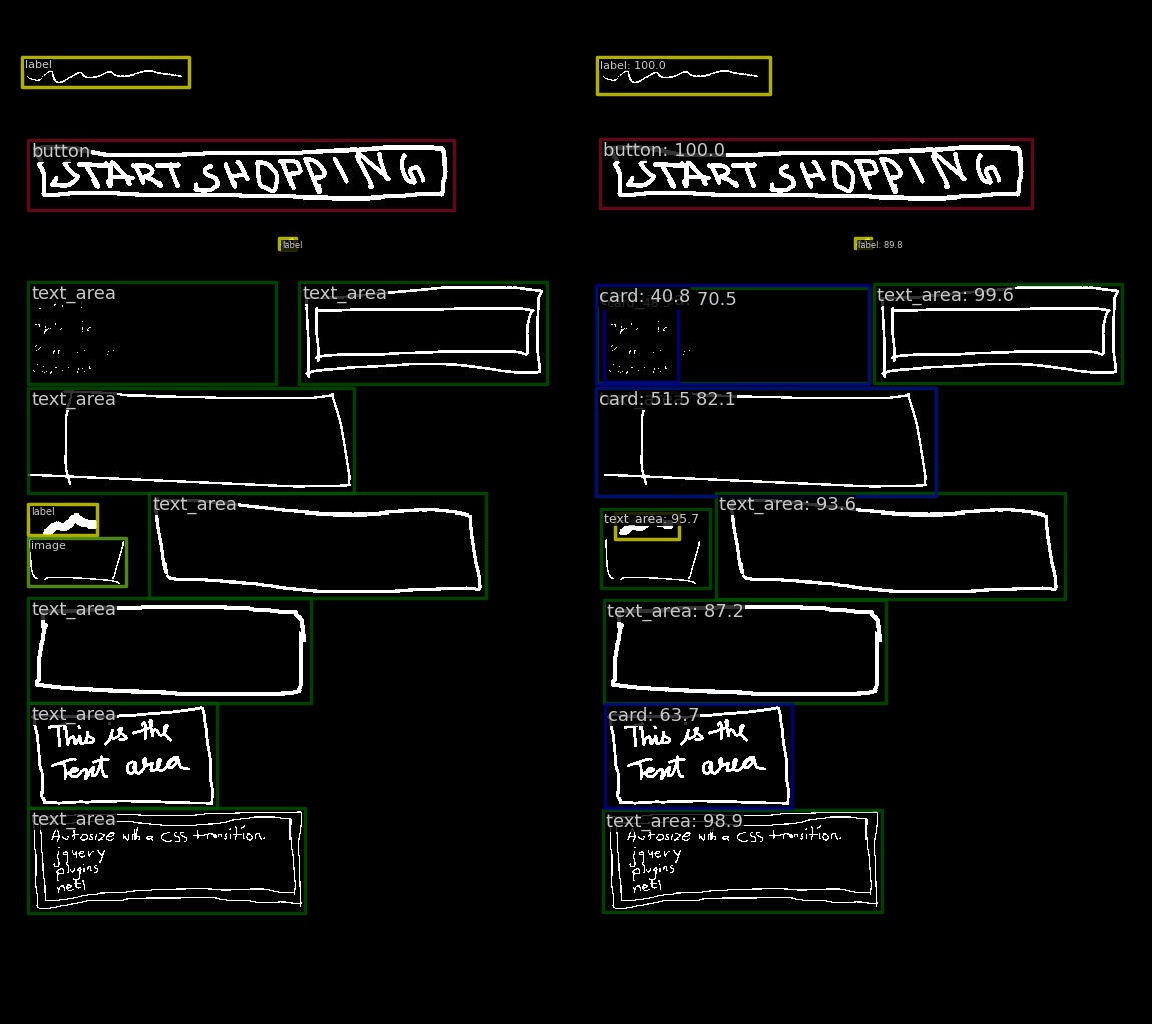 label
label: 100.0
button
START SHOPPING
button: 100.0
START SHOPPING
label
label: 89.8
text_area
text_area
card: 40.8 70.5
text_area: 99.6
text_area
card: 51.5 82.1
label
text_area
text_area: 95.7
text_area: 93.6
image
text_area
text_area: 87.2
text_area
This is the
Text area
card: 63.7
This is the
Text area
text_area
Autosize with a CSS transition.
jquery
plugins
text_area: 98.9
Autosize with a CSS transition.
jquery
plugins